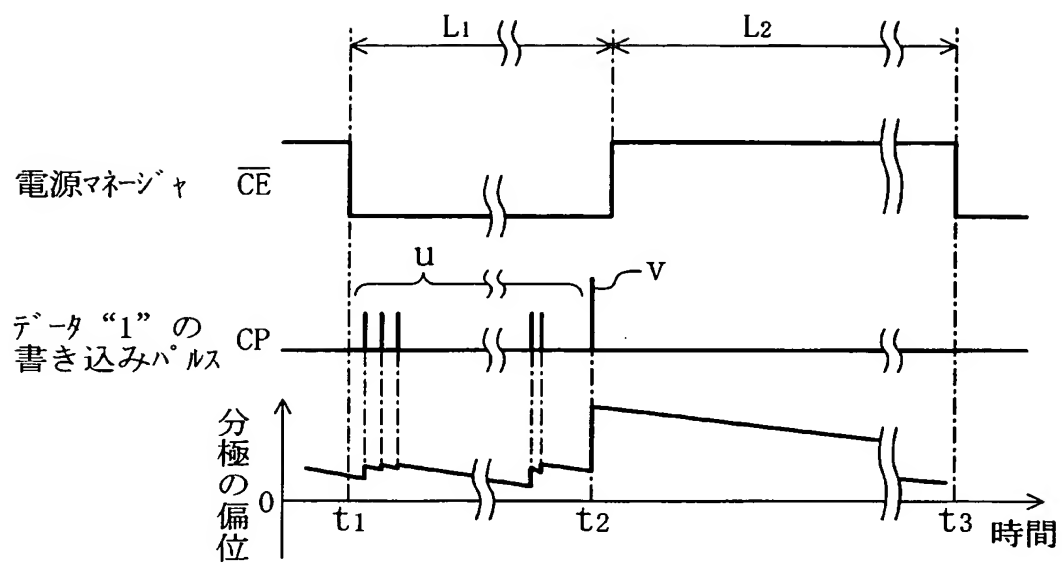 L1 L2
電源マネージャ CE
u v
データ “1” の
書き込みパルス CP
分極の偏位
0 t1 t2 t3 時間